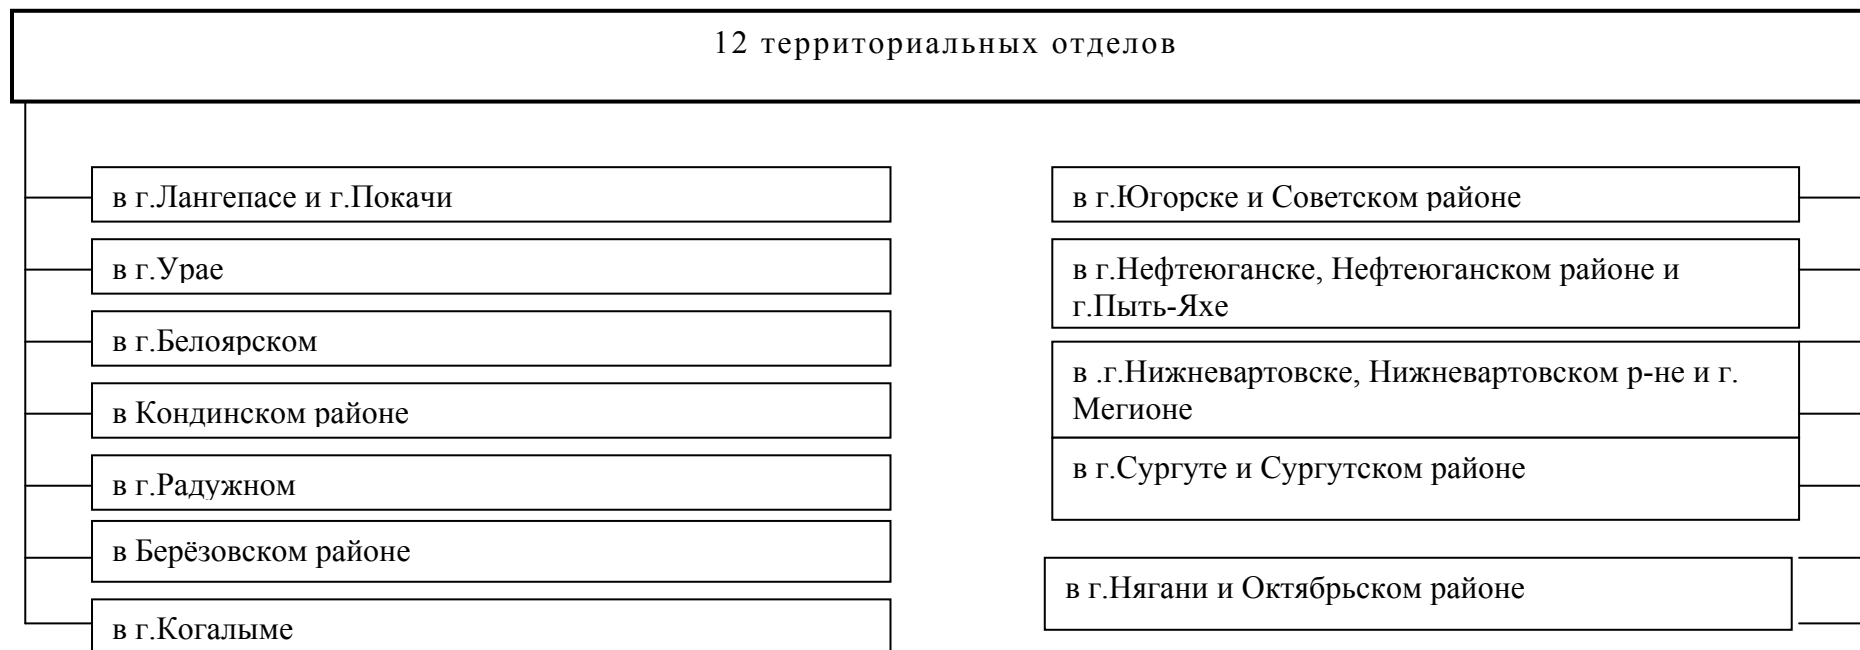 12 территориальных отделов
в г.Лангепасе и г.Покачи
в г.Урае
в г.Белоярском
в Кондинском районе
в г.Радужном
в Берёзовском районе
в г.Когалыме
в г.Югорске и Советском районе
в г.Нефтеюганске, Нефтеюганском районе и
г.Пыть-Яхе
в .г.Нижневартовске, Нижневартовском р-не и г.
Мегионе
в г.Сургуте и Сургутском районе
в г.Нягани и Октябрьском районе